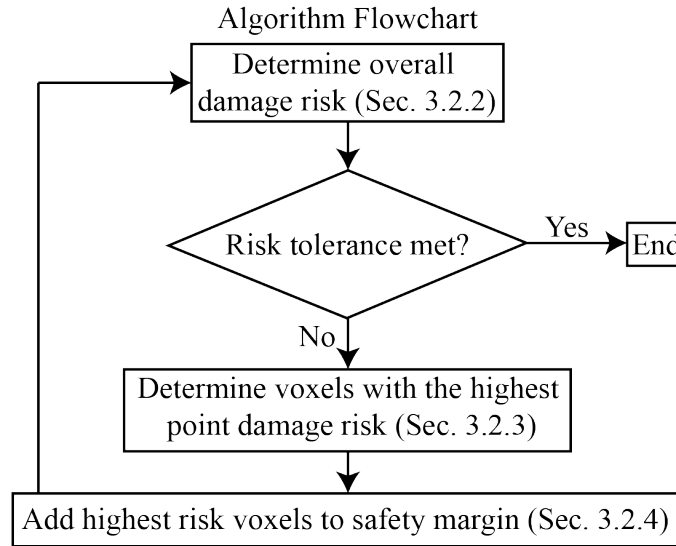 Algorithm Flowchart
Determine overall
damage risk (Sec. 3.2.2)
Risk tolerance met?
Yes
End
No
Determine voxels with the highest
point damage risk (Sec. 3.2.3)
Add highest risk voxels to safety margin (Sec. 3.2.4)